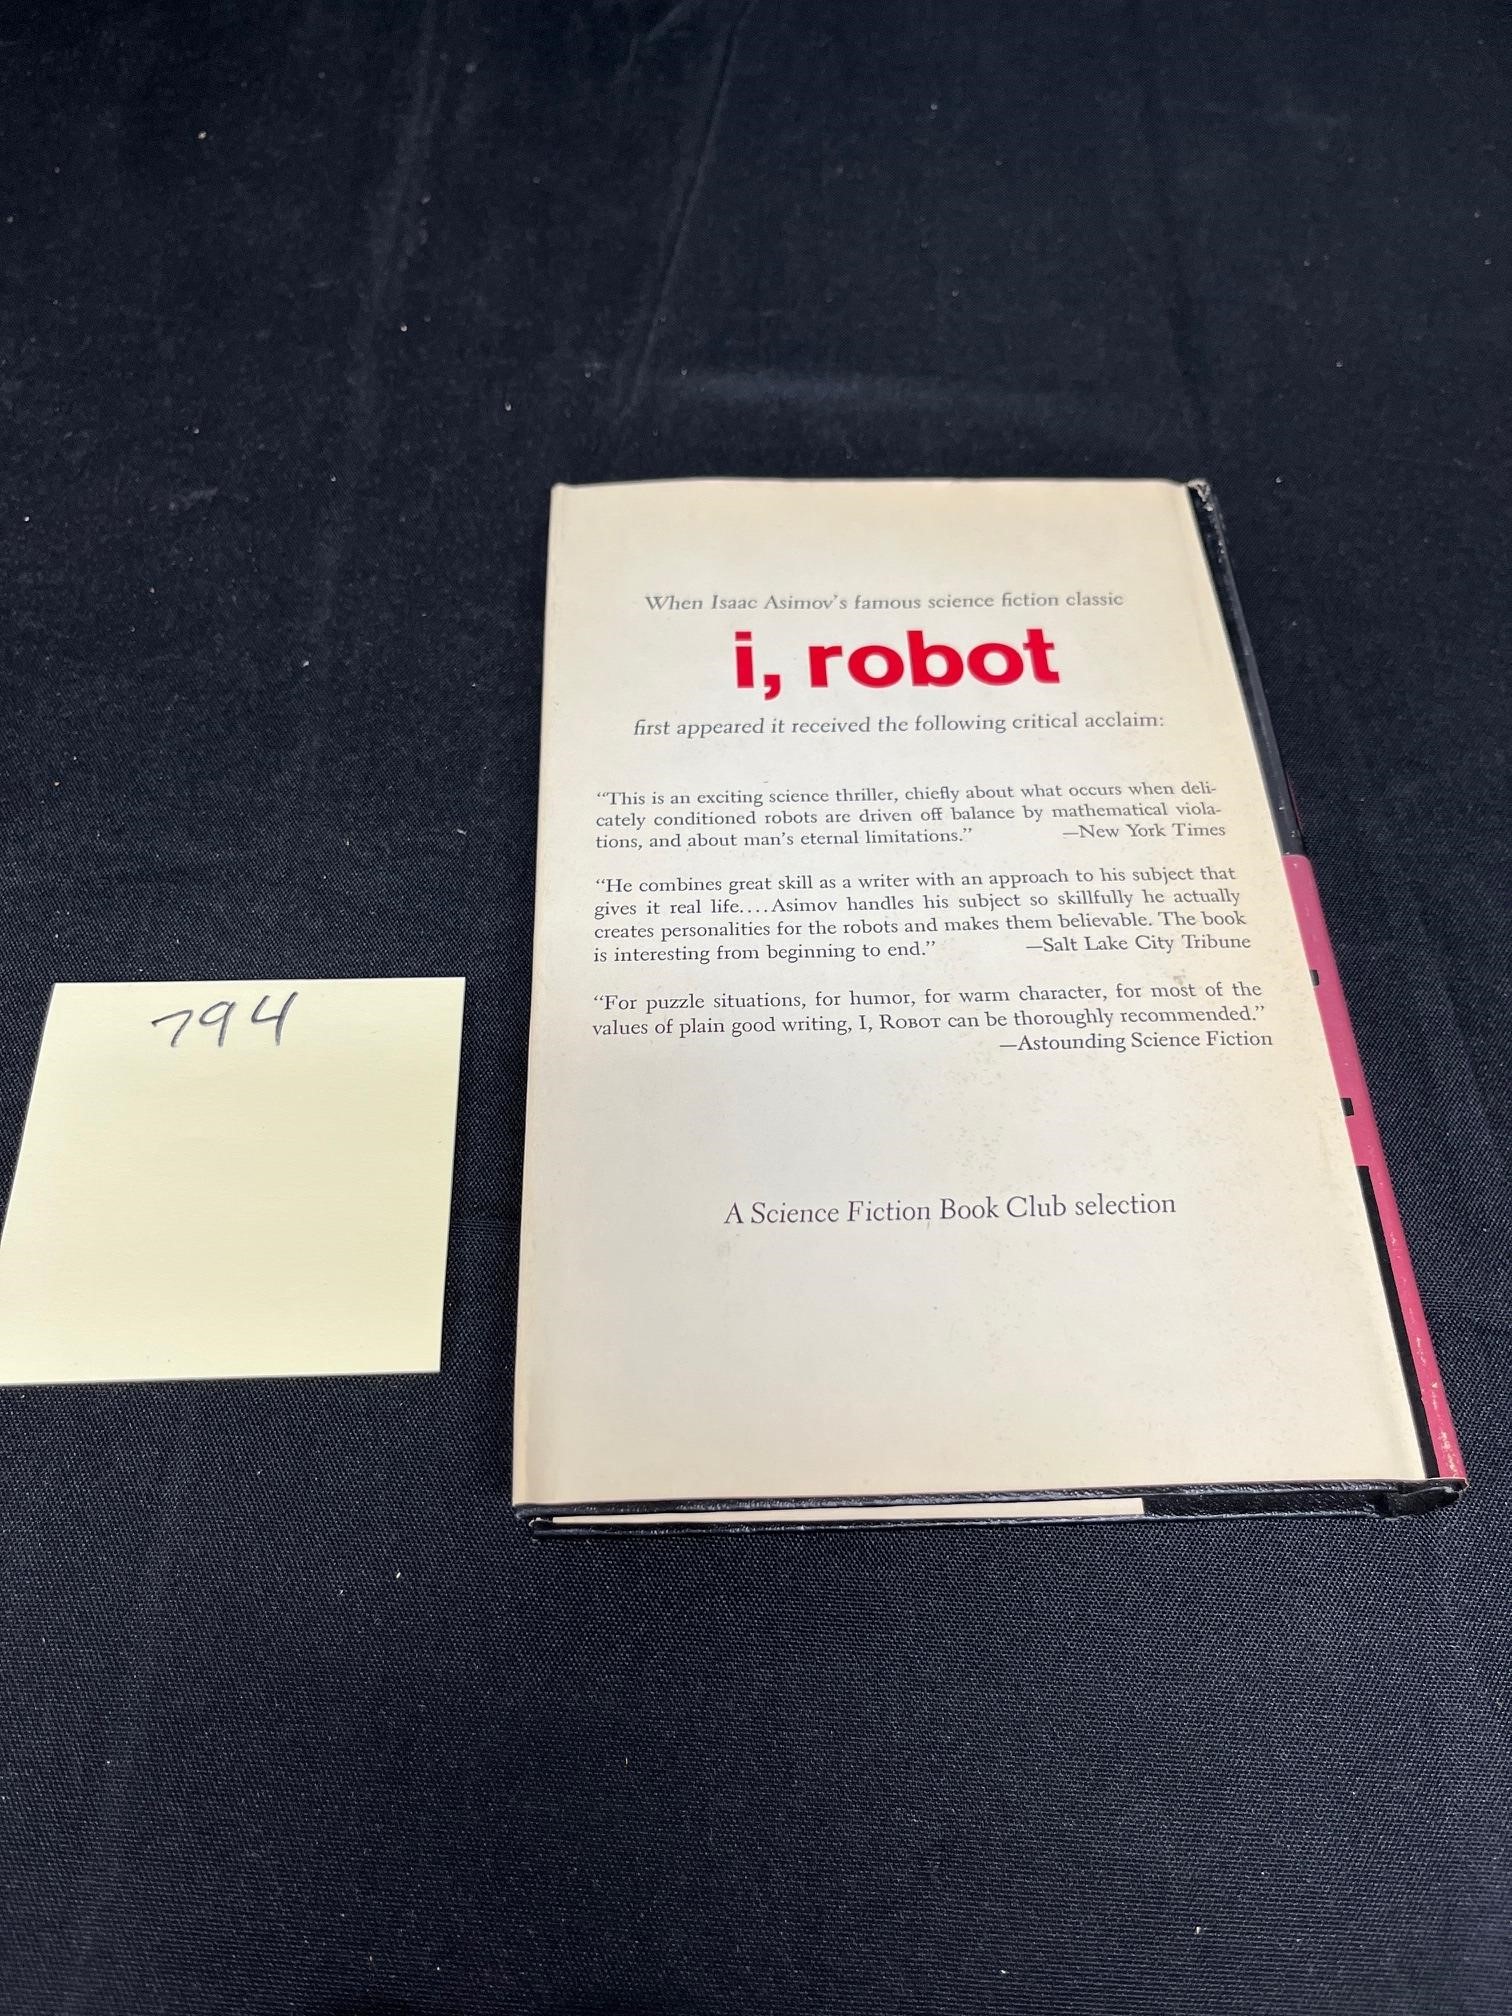 When Isaac Asimov's famous science fiction classic
i, robot
first appeared it received the following critical acclaim:
“This is an exciting science thriller, chiefly about what occurs when deli-
cately conditioned robots are driven off balance by mathematical viola-
tions, and about man's eternal limitations.” —New York Times
“He combines great skill as a writer with an approach to his subject that
gives it real life....Asimov handles his subject so skillfully he actually
creates personalities for the robots and makes them believable. The book
is interesting from beginning to end.” —Salt Lake City Tribune
“For puzzle situations, for humor, for warm character, for most of the
values of plain good writing, I, ROBOT can be thoroughly recommended.”
—Astounding Science Fiction
A Science Fiction Book Club selection
794